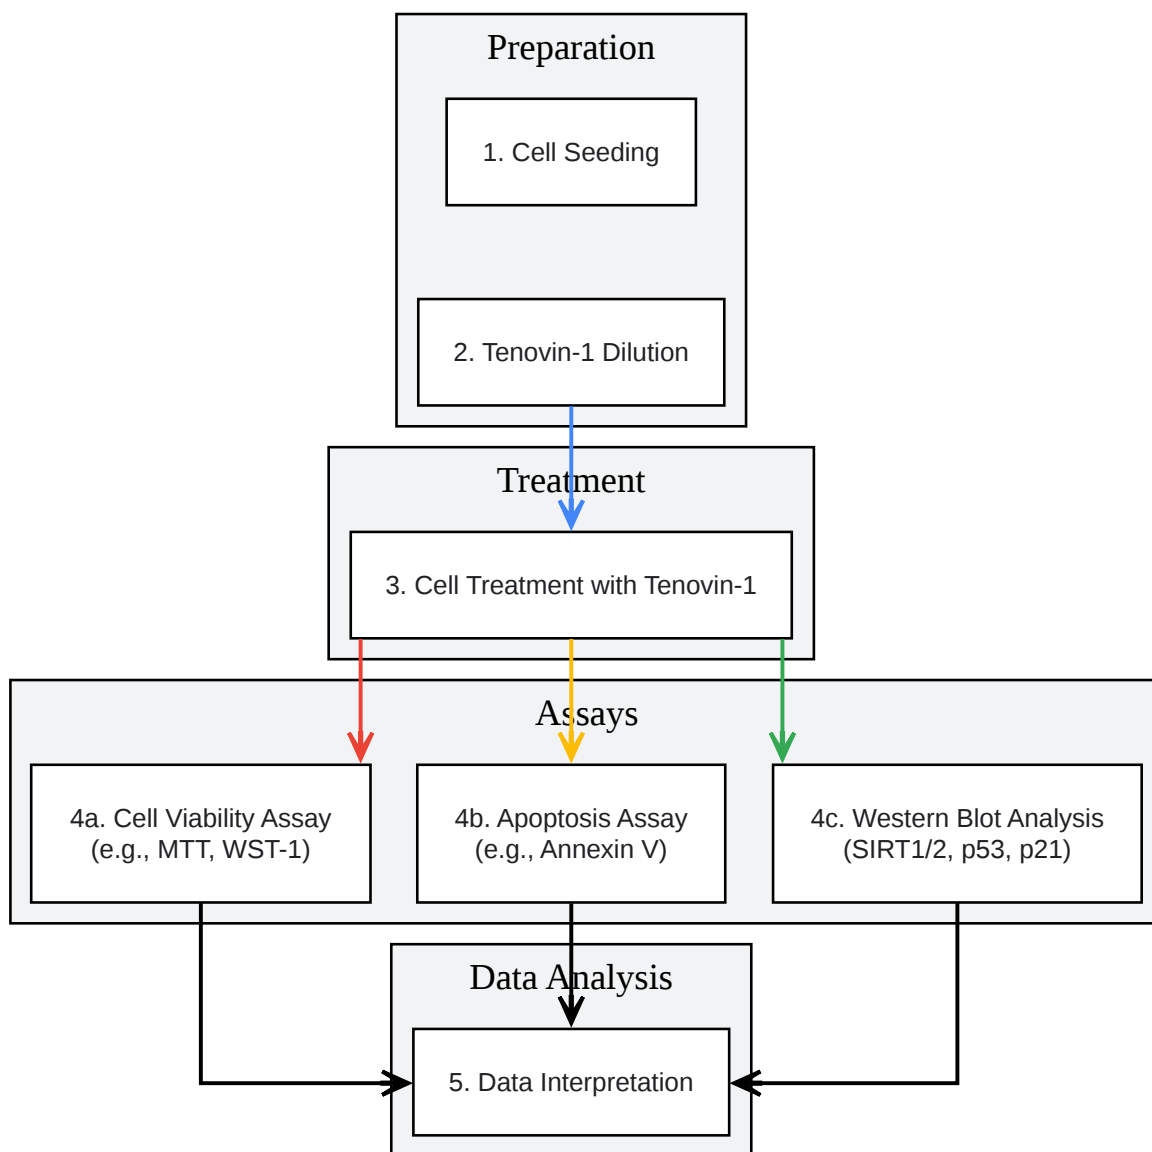 Preparation
1. Cell Seeding
2. Tenovin-1 Dilution
Treatment
3. Cell Treatment with Tenovin-1
Assays
4a. Cell Viability Assay
(e.g., MTT, WST-1)
4b. Apoptosis Assay
(e.g., Annexin V)
4c. Western Blot Analysis
(SIRT1/2, p53, p21)
Data Analysis
5. Data Interpretation